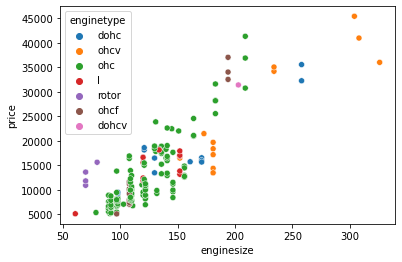 enginetype
dohc
ohcv
ohc
l
rotor
ohcf
dohcv
45000
40000
35000
30000
25000
20000
15000
10000
5000
price
50 100 150 200 250 300
enginesize